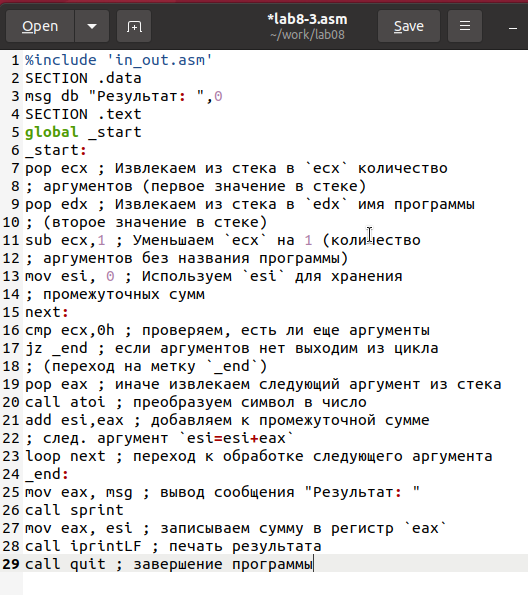 Open
*lab8-3.asm
~/work/lab08
Save
1 %include 'in_out.asm'
2 SECTION .data
3 msg db "Результат: ",0
4 SECTION .text
5 global _start
6 _start:
7 pop ecx ; Извлекаем из стека в `ecx` количество
8 ; аргументов (первое значение в стеке)
9 pop edx ; Извлекаем из стека в `edx` имя программы
10 ; (второе значение в стеке)
11 sub ecx,1 ; Уменьшаем `ecx` на 1 (количество
12 ; аргументов без названия программы)
13 mov esi, 0 ; Используем `esi` для хранения
14 ; промежуточных сумм
15 next:
16 cmp ecx,0h ; проверяем, есть ли еще аргументы
17 jz _end ; если аргументов нет выходим из цикла
18 ; (переход на метку `_end`)
19 pop eax ; иначе извлекаем следующий аргумент из стека
20 call atoi ; преобразуем символ в число
21 add esi,eax ; добавляем к промежуточной сумме
22 ; след. аргумент `esi=esi+eax`
23 loop next ; переход к обработке следующего аргумента
24 _end:
25 mov eax, msg ; вывод сообщения "Результат: "
26 call sprint
27 mov eax, esi ; записываем сумму в регистр `eax`
28 call iprintLF ; печать результата
29 call quit ; завершение программы